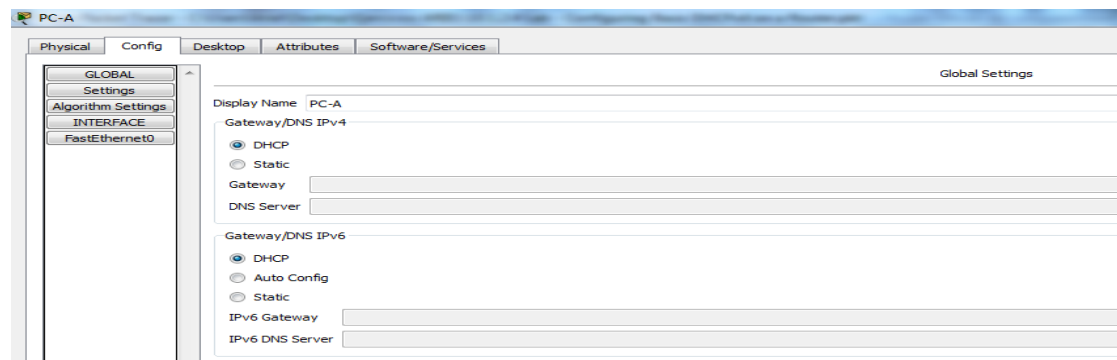 PC-A
Physical Config Desktop Attributes Software/Services
GLOBAL
Settings
Algorithm Settings
INTERFACE
FastEthernet0
Global Settings
Display Name PC-A
Gateway/DNS IPv4
DHCP
Static
Gateway
DNS Server
Gateway/DNS IPv6
DHCP
Auto Config
Static
IPv6 Gateway
IPv6 DNS Server